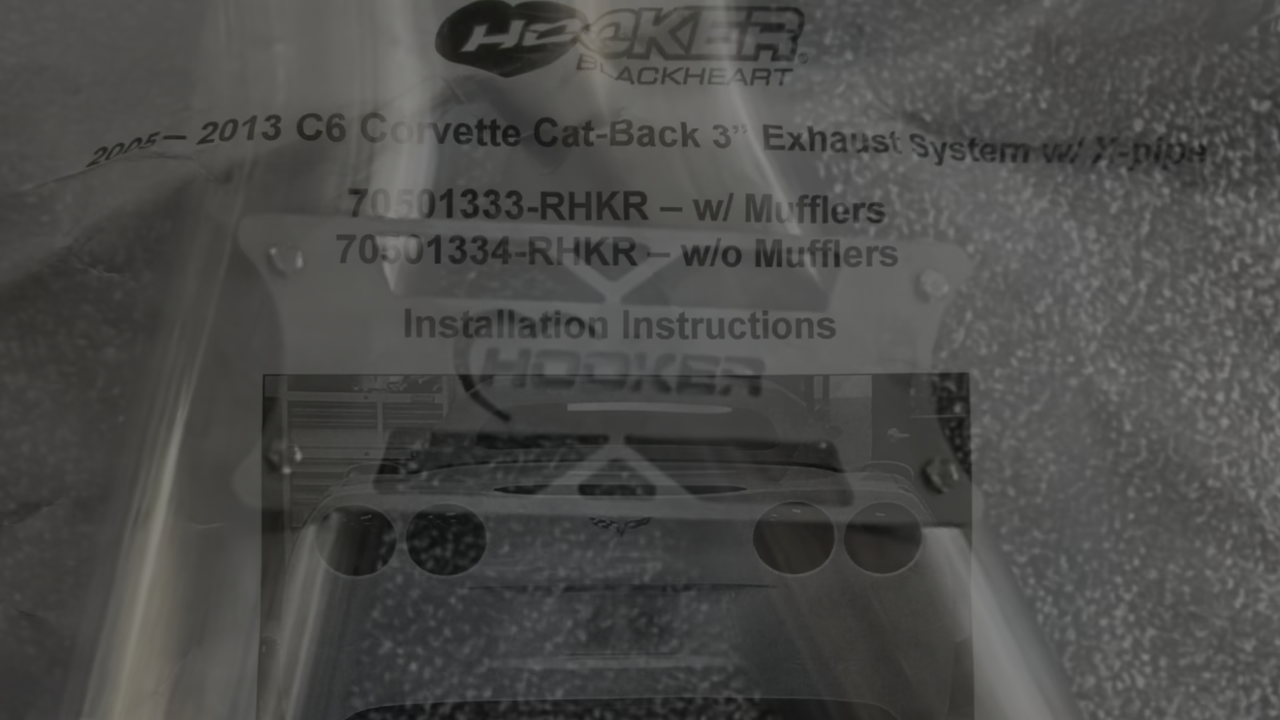 HOOKER
BLACKHEART
2005 – 2013 C6 Corvette Cat-Back 3” Exhaust System w/ X-pipe
70501333-RHKR – w/ Mufflers
70501334-RHKR – w/o Mufflers
Installation Instructions
HOOKER